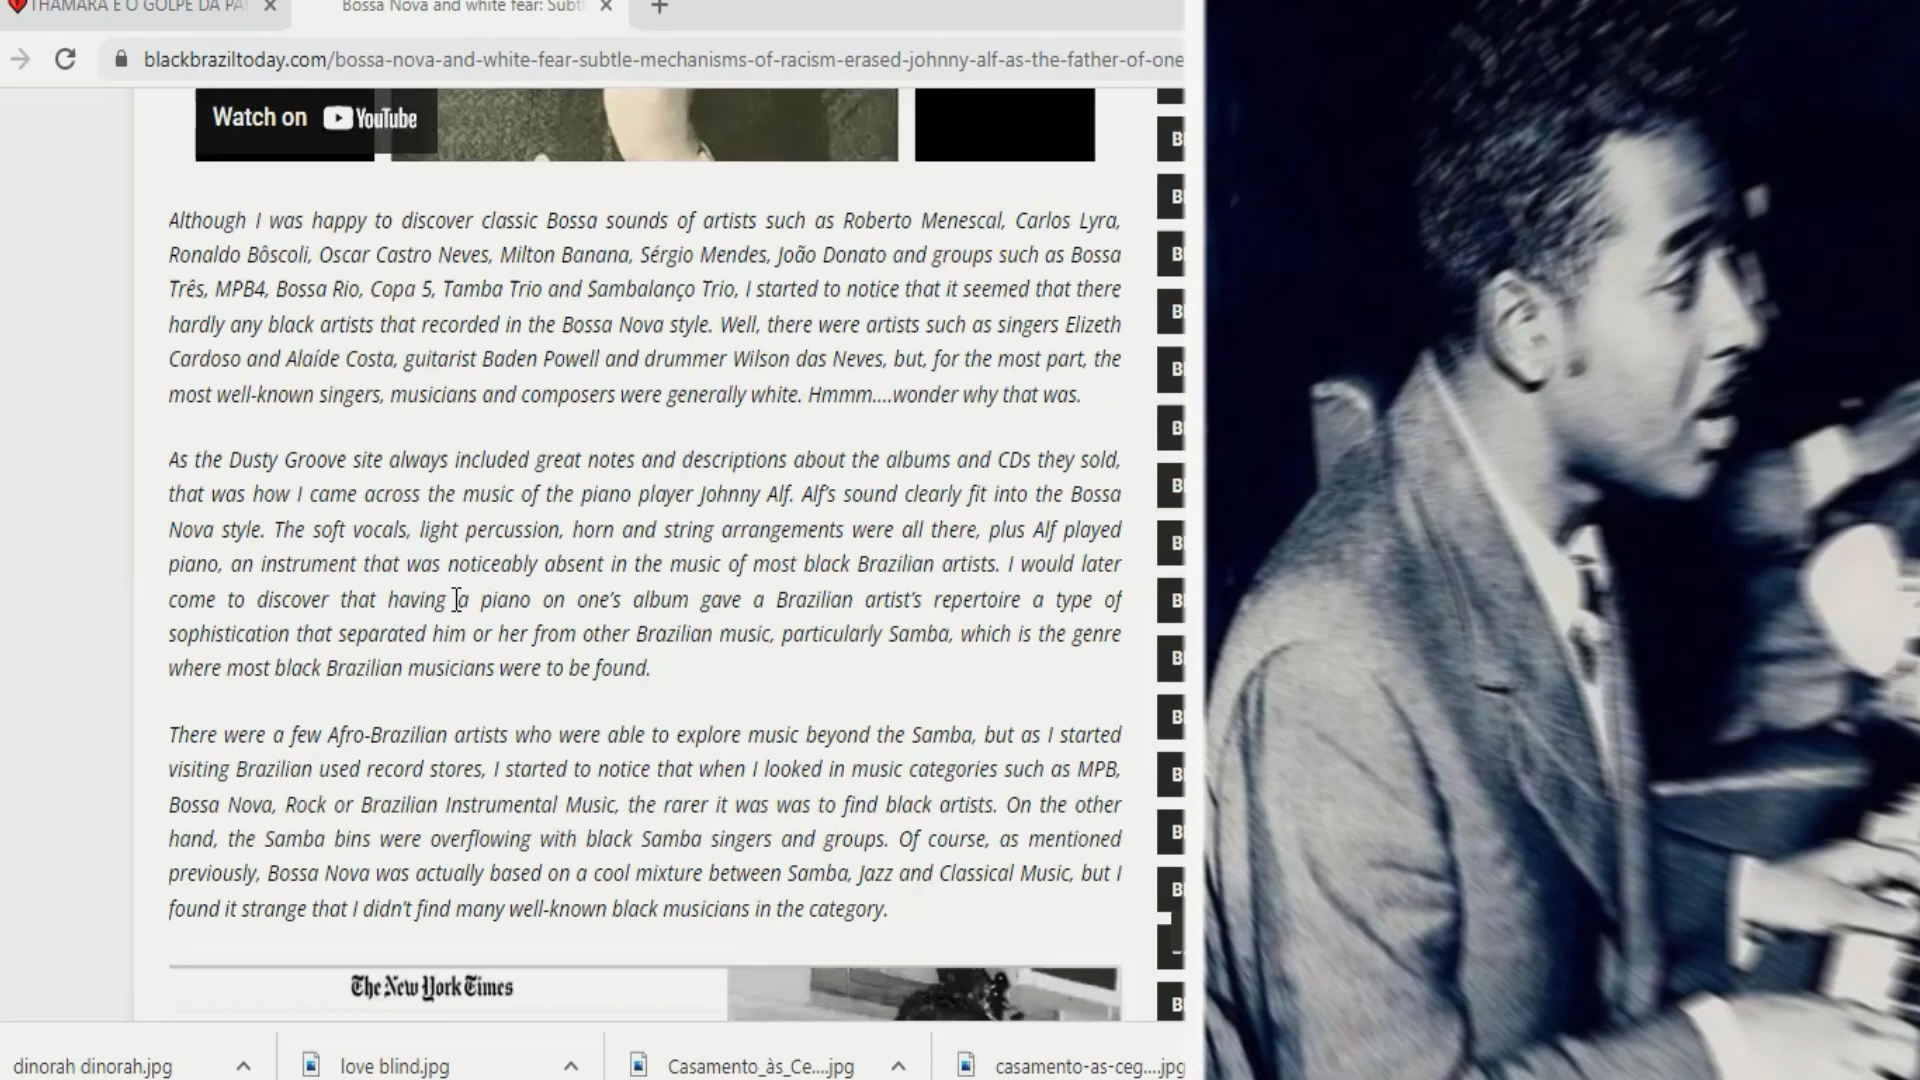 THAMARA E O GOLPE DA PA
Bossa Nova and white fear: Subt
blackbraziltoday.com/bossa-nova-and-white-fear-subtle-mechanisms-of-racism-erased-johnny-alf-as-the-father-of-one
Watch on YouTube
Although I was happy to discover classic Bossa sounds of artists such as Roberto Menescal, Carlos Lyra,
Ronaldo Bôscoli, Oscar Castro Neves, Milton Banana, Sérgio Mendes, João Donato and groups such as Bossa
Três, MPB4, Bossa Rio, Copa 5, Tamba Trio and Sambalanço Trio, I started to notice that it seemed that there
hardly any black artists that recorded in the Bossa Nova style. Well, there were artists such as singers Elizeth
Cardoso and Alaíde Costa, guitarist Baden Powell and drummer Wilson das Neves, but, for the most part, the
most well-known singers, musicians and composers were generally white. Hmmm....wonder why that was.
As the Dusty Groove site always included great notes and descriptions about the albums and CDs they sold,
that was how I came across the music of the piano player Johnny Alf. Alf’s sound clearly fit into the Bossa
Nova style. The soft vocals, light percussion, horn and string arrangements were all there, plus Alf played
piano, an instrument that was noticeably absent in the music of most black Brazilian artists. I would later
come to discover that having a piano on one’s album gave a Brazilian artist’s repertoire a type of
sophistication that separated him or her from other Brazilian music, particularly Samba, which is the genre
where most black Brazilian musicians were to be found.
There were a few Afro-Brazilian artists who were able to explore music beyond the Samba, but as I started
visiting Brazilian used record stores, I started to notice that when I looked in music categories such as MPB,
Bossa Nova, Rock or Brazilian Instrumental Music, the rarer it was was to find black artists. On the other
hand, the Samba bins were overflowing with black Samba singers and groups. Of course, as mentioned
previously, Bossa Nova was actually based on a cool mixture between Samba, Jazz and Classical Music, but I
found it strange that I didn’t find many well-known black musicians in the category.
The New York Times
dinorah dinorah.jpg
love blind.jpg
Casamento_às_Ce....jpg
casamento-as-ceg....jpg